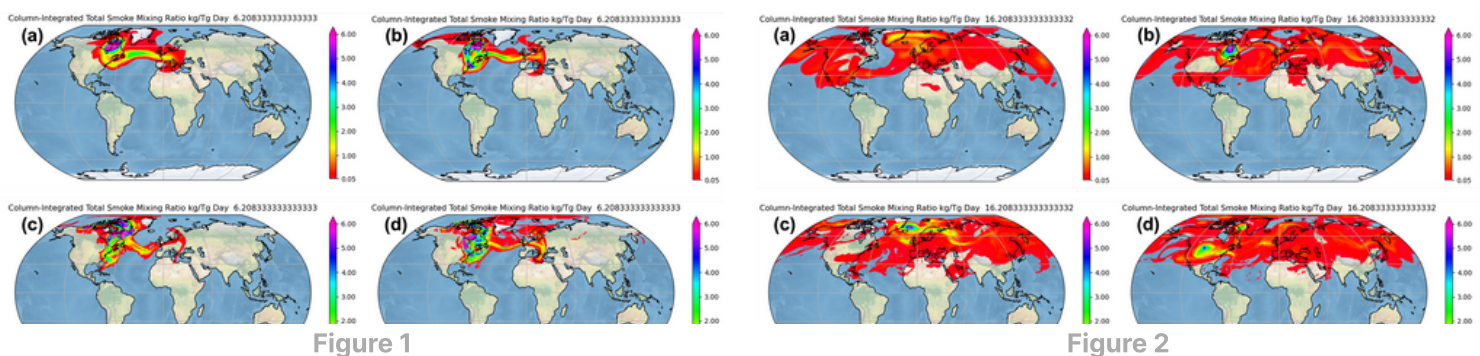 Column-Integrated Total Smoke Mixing Ratio kg/Tg Day 6.208333333333333
(a)
6.00
5.00
4.00
3.00
2.00
1.00
0.05
Column-Integrated Total Smoke Mixing Ratio kg/Tg Day 6.208333333333333
(b)
6.00
5.00
4.00
3.00
2.00
1.00
0.05
Column-Integrated Total Smoke Mixing Ratio kg/Tg Day 16.208333333333332
(a)
6.00
5.00
4.00
3.00
2.00
1.00
0.05
Column-Integrated Total Smoke Mixing Ratio kg/Tg Day 16.208333333333332
(b)
6.00
5.00
4.00
3.00
2.00
1.00
0.05
Column-Integrated Total Smoke Mixing Ratio kg/Tg Day 6.208333333333333
(c)
6.00
5.00
4.00
3.00
2.00
Column-Integrated Total Smoke Mixing Ratio kg/Tg Day 6.208333333333333
(d)
6.00
5.00
4.00
3.00
2.00
Column-Integrated Total Smoke Mixing Ratio kg/Tg Day 16.208333333333332
(c)
6.00
5.00
4.00
3.00
2.00
Column-Integrated Total Smoke Mixing Ratio kg/Tg Day 16.208333333333332
(d)
6.00
5.00
4.00
3.00
2.00
Figure 1
Figure 2